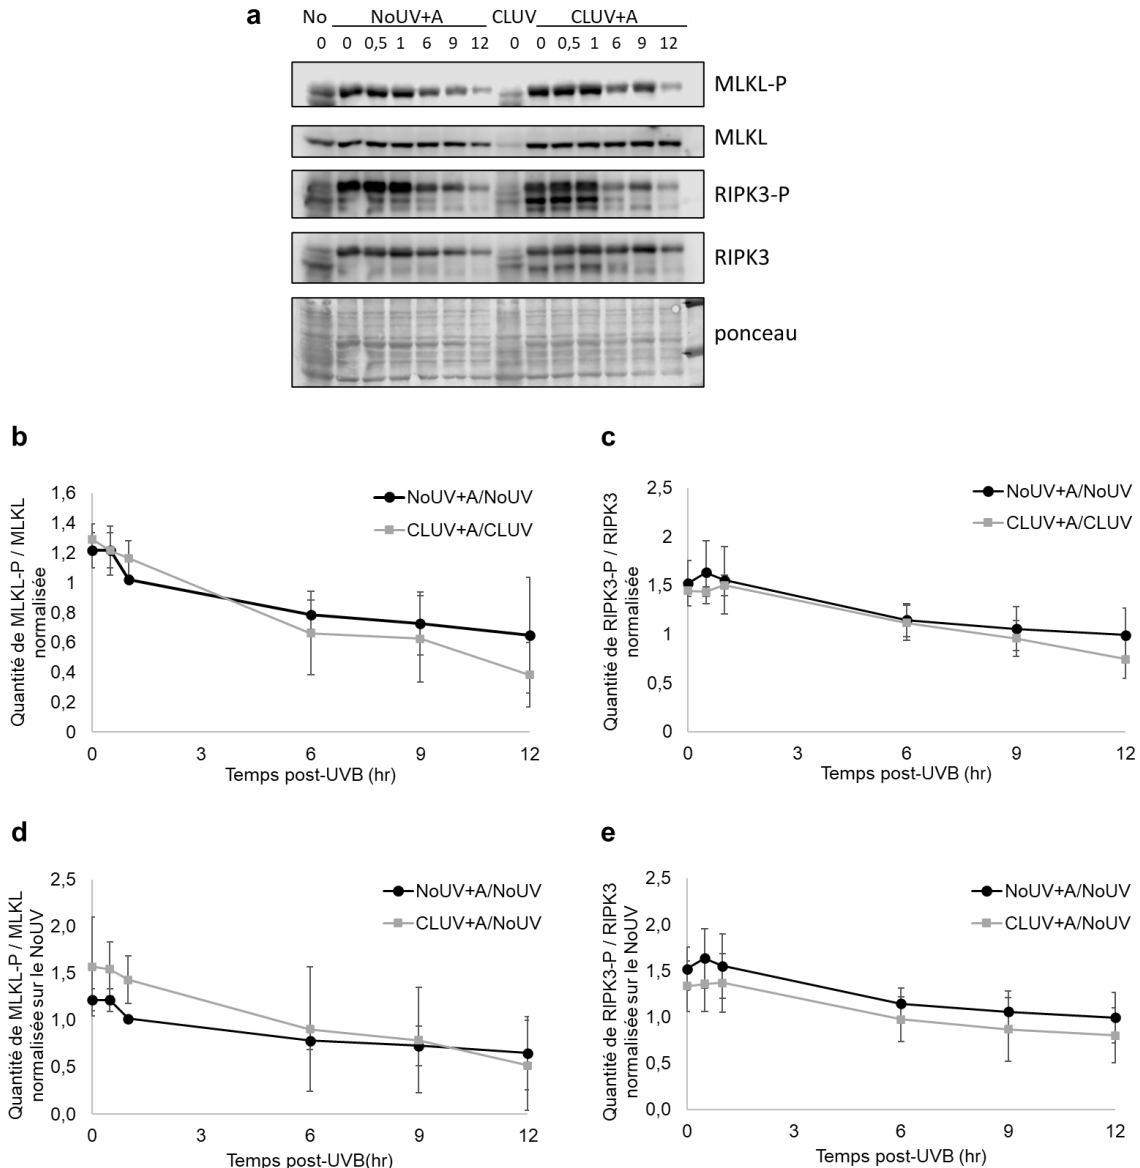 a
No NoUV+A CLUV CLUV+A
0 0 0,5 1 6 9 12 0 0 0,5 1 6 9 12
MLKL-P
MLKL
RIPK3-P
RIPK3
ponceau
b
Quantité de MLKL-P / MLKL
normalisée
1,6
1,4
1,2
1
0,8
0,6
0,4
0,2
0
NoUV+A/NoUV
CLUV+A/CLUV
0 3 6 9 12
Temps post-UVB (hr)
c
Quantité de RIPK3-P / RIPK3
normalisée
2,5
2
1,5
1
0,5
0
NoUV+A/NoUV
CLUV+A/CLUV
0 3 6 9 12
Temps post-UVB (hr)
d
Quantité de MLKL-P / MLKL
normalisée sur le NoUV
2,5
2,0
1,5
1,0
0,5
0,0
NoUV+A/NoUV
CLUV+A/NoUV
0 3 6 9 12
Temps post-UVB(hr)
e
Quantité de RIPK3-P / RIPK3
normalisée sur le NoUV
2,5
2,0
1,5
1,0
0,5
0,0
NoUV+A/NoUV
CLUV+A/NoUV
0 3 6 9 12
Temps post-UVB (hr)